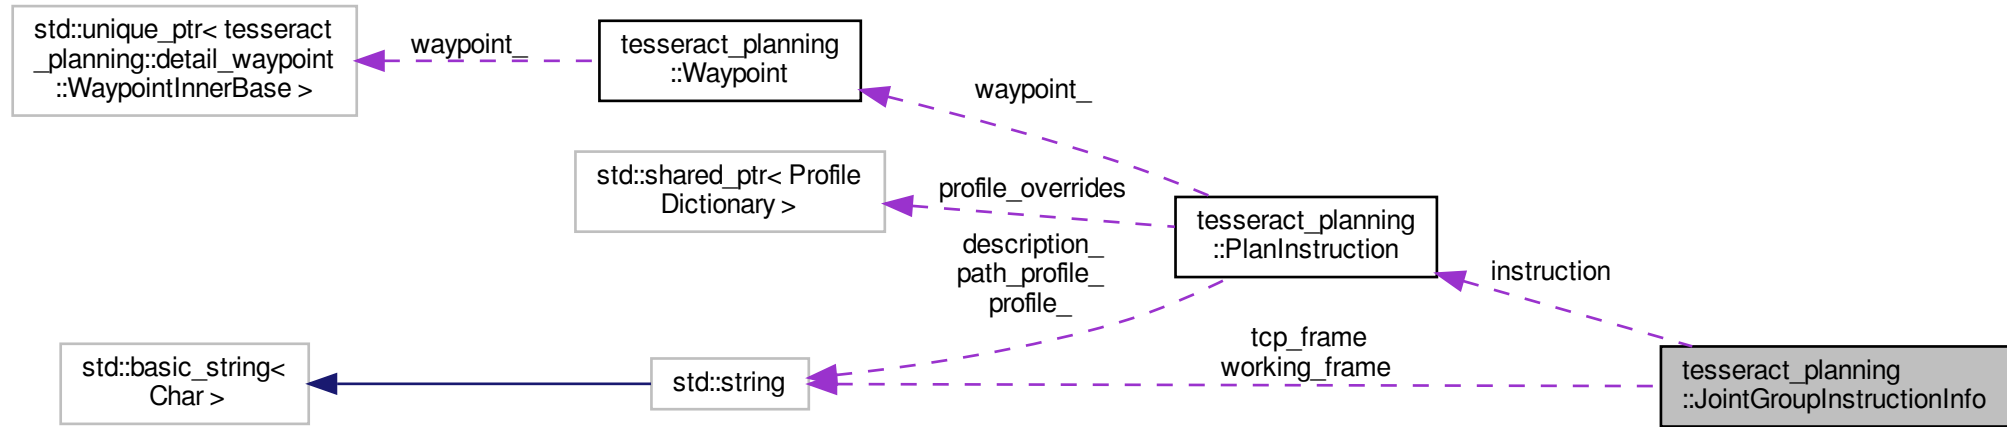 std::unique_ptr< tesseract
_planning::detail_waypoint
::WaypointInnerBase >
waypoint_
tesseract_planning
::Waypoint
waypoint_
std::shared_ptr< Profile
Dictionary >
profile_overrides
tesseract_planning
::PlanInstruction
description_
path_profile_
profile_
instruction
std::basic_string<
Char >
std::string
tcp_frame
working_frame
tesseract_planning
::JointGroupInstructionInfo